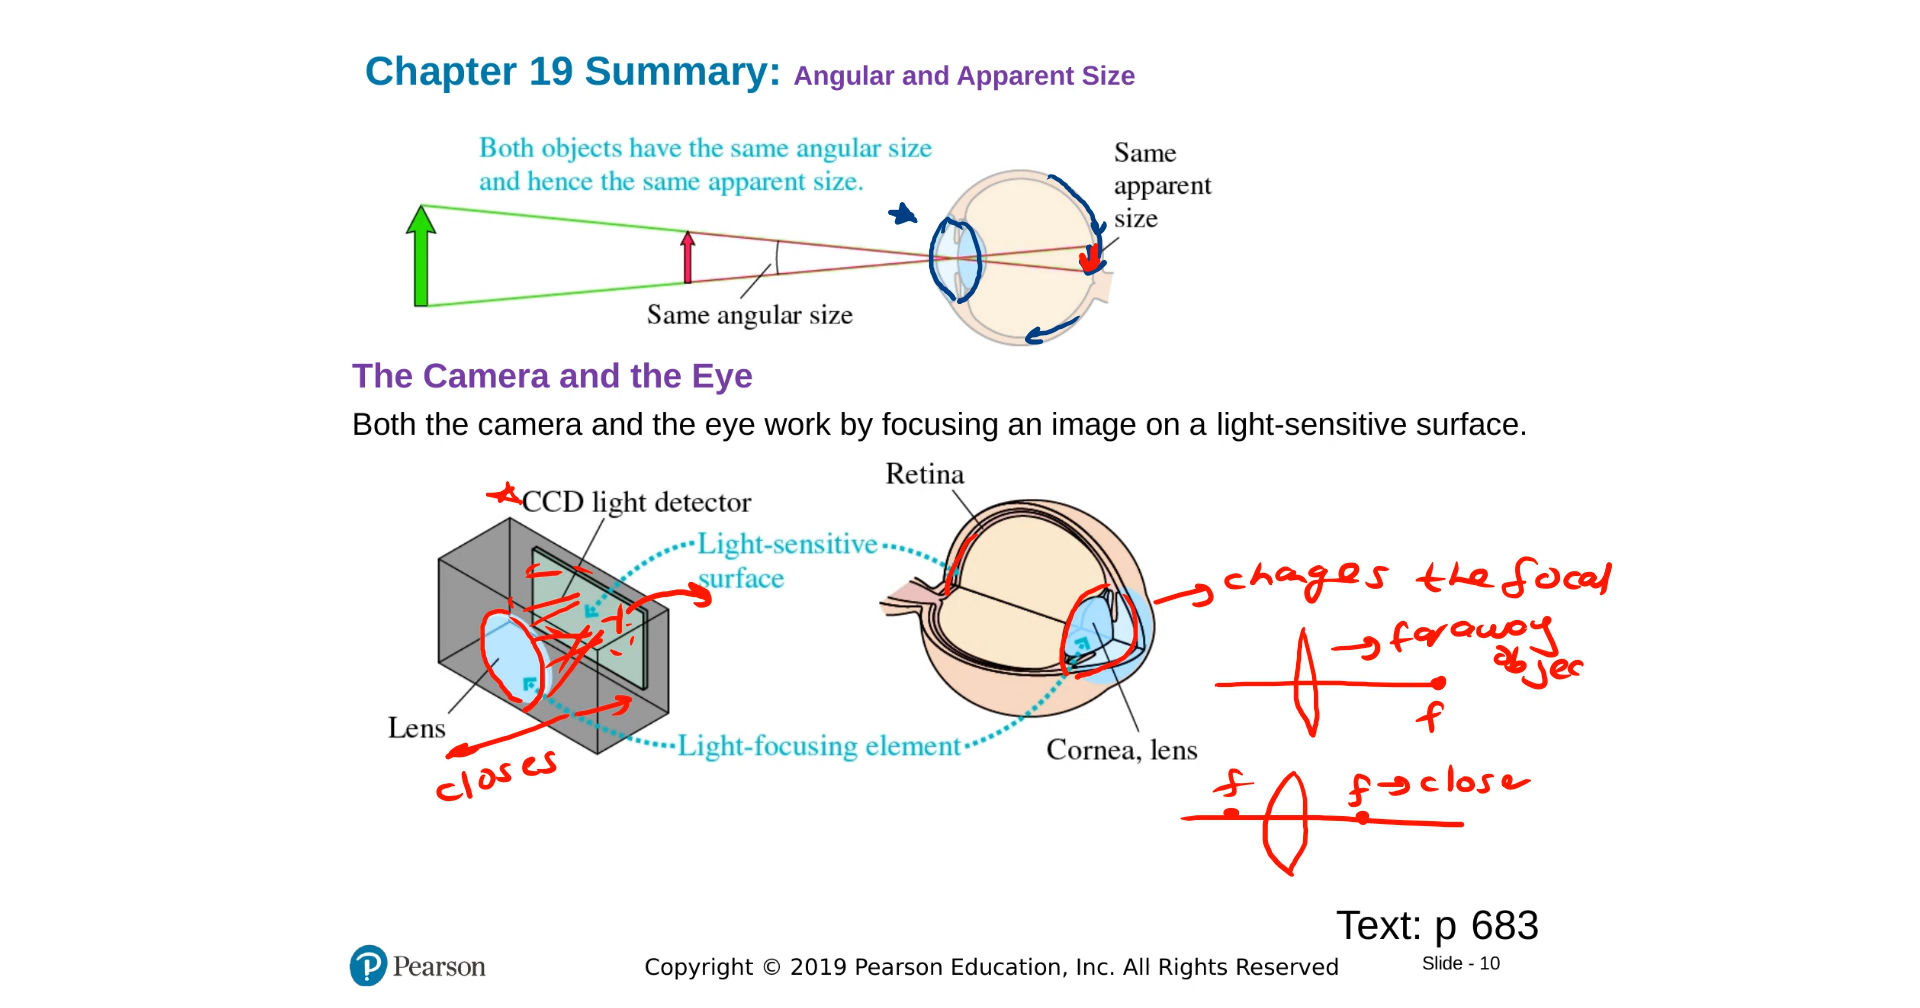 Chapter 19 Summary: Angular and Apparent Size
Both objects have the same angular size
and hence the same apparent size.
Same
apparent
size
Same angular size
The Camera and the Eye
Both the camera and the eye work by focusing an image on a light-sensitive surface.
Retina
CCD light detector
Light-sensitive
surface
changes the focal
far away
objec
f
Lens
Light-focusing element
Cornea, lens
closes
f
f → close
Text: p 683
Pearson
Copyright © 2019 Pearson Education, Inc. All Rights Reserved
Slide - 10